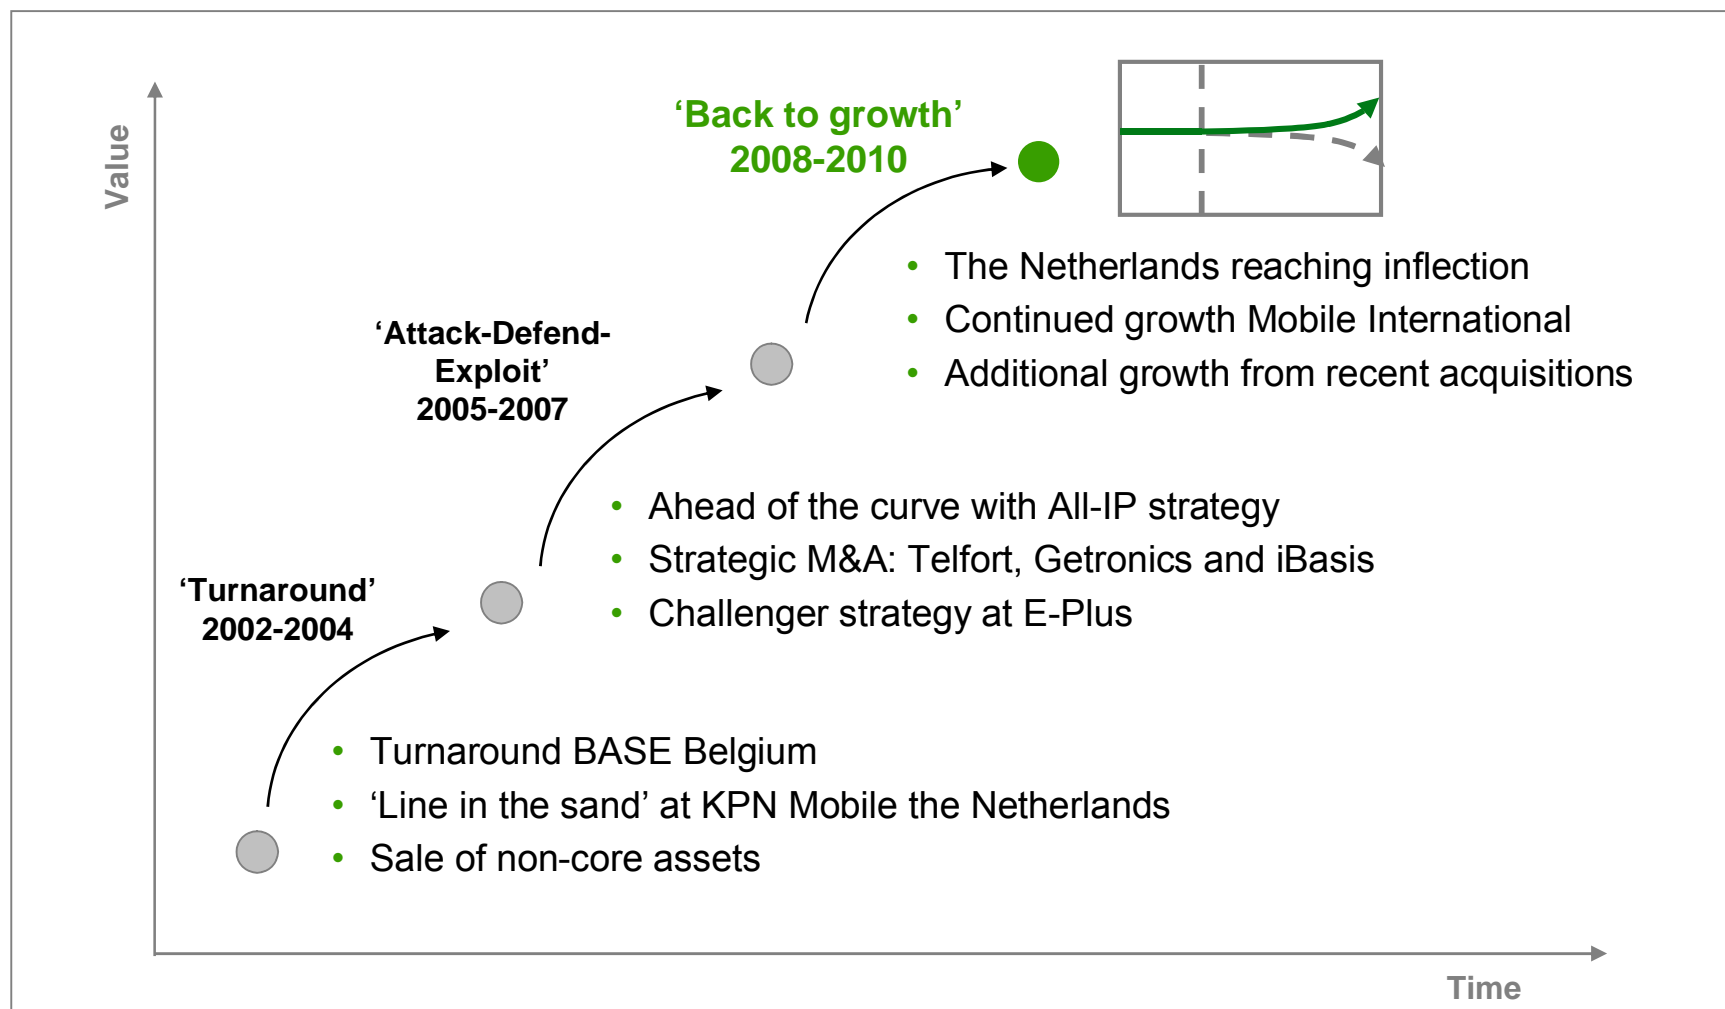 Value
‘Back to growth’
2008-2010
• The Netherlands reaching inflection
• Continued growth Mobile International
• Additional growth from recent acquisitions
‘Attack-Defend-
Exploit’
2005-2007
• Ahead of the curve with All-IP strategy
• Strategic M&A: Telfort, Getronics and iBasis
• Challenger strategy at E-Plus
‘Turnaround’
2002-2004
• Turnaround BASE Belgium
• ‘Line in the sand’ at KPN Mobile the Netherlands
• Sale of non-core assets
Time